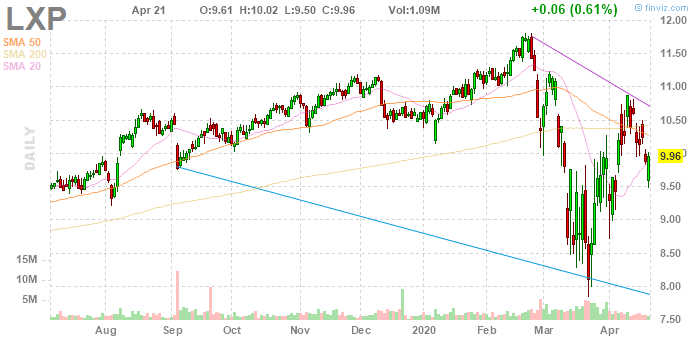 LXP Apr 21 O:9.61 H:10.02 L:9.50 C:9.96 Vol:1.09M +0.06 (0.61%) © finviz.com
SMA 50
SMA 200
SMA 20
DAILY
12.00
11.50
11.00
10.50
10.00
9.96
9.50
9.00
8.50
8.00
7.50
15M
10M
5M
Aug Sep Oct Nov Dec 2020 Feb Mar Apr